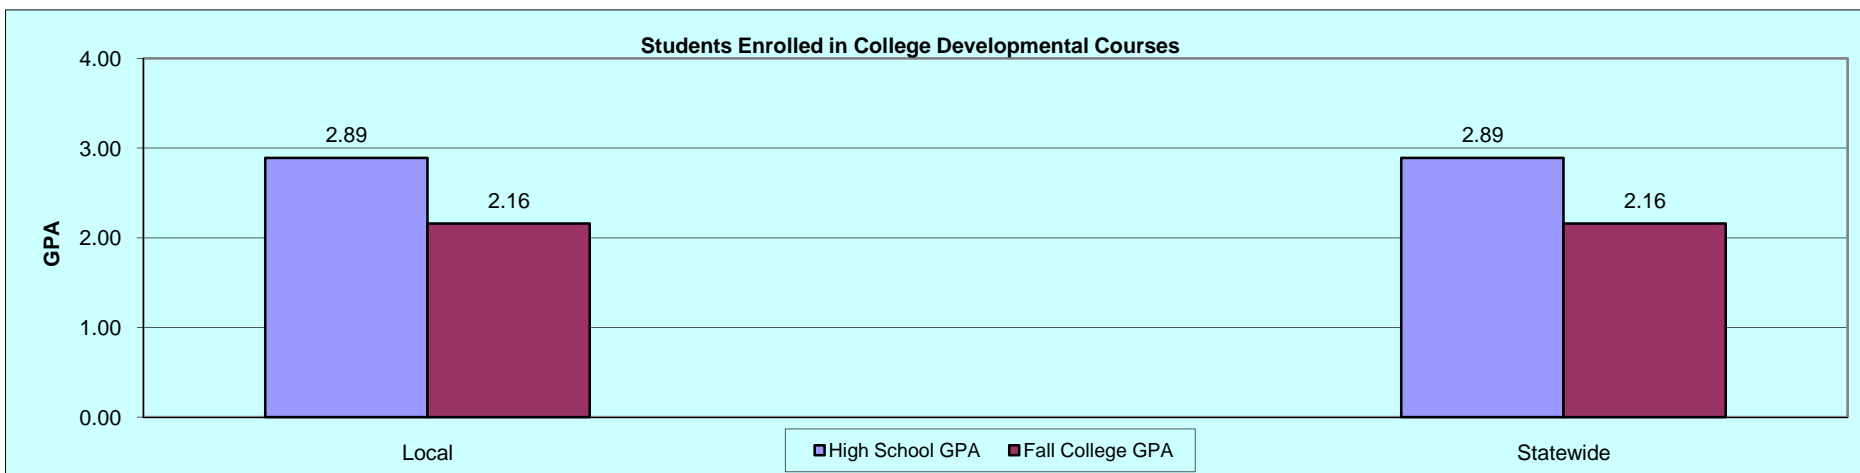 Students Enrolled in College Developmental Courses
4.00
3.00
2.00
1.00
0.00
GPA
2.89
2.16
2.89
2.16
Local
Statewide
High School GPA
Fall College GPA